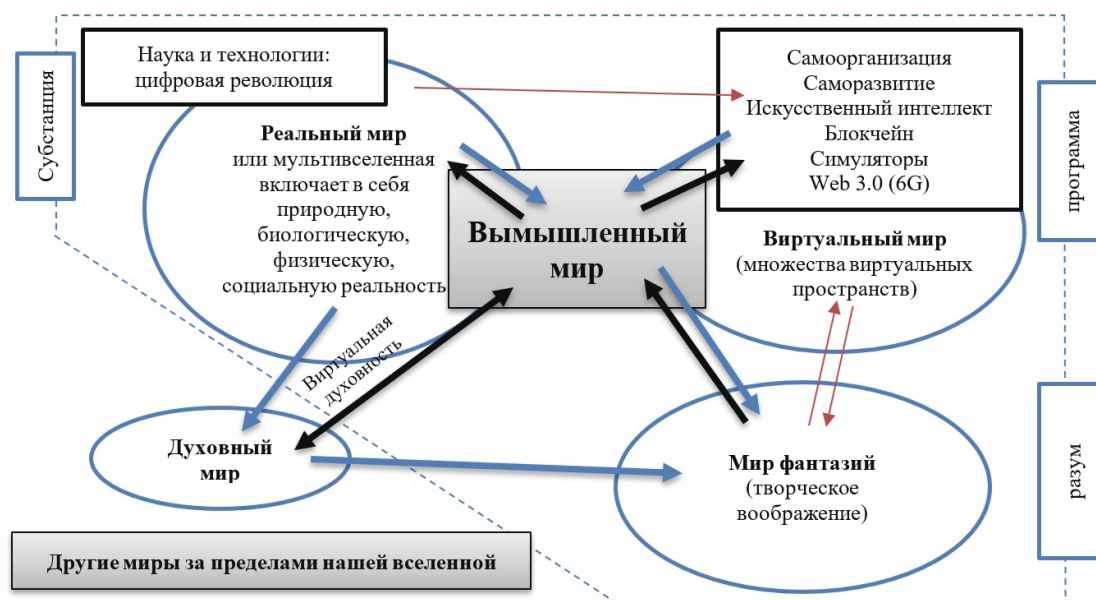 Наука и технологии:
цифровая революция
Субстанция
Реальный мир
или мультивселенная
включает в себя
природную,
биологическую,
физическую,
социальную реальность
Вымышленный
мир
Самоорганизация
Саморазвитие
Искусственный интеллект
Блокчейн
Симуляторы
Web 3.0 (6G)
программа
Виртуальный мир
(множества виртуальных
пространств)
Виртуальная
духовность
Духовный
мир
Мир фантазий
(творческое
воображение)
разум
Другие миры за пределами нашей вселенной